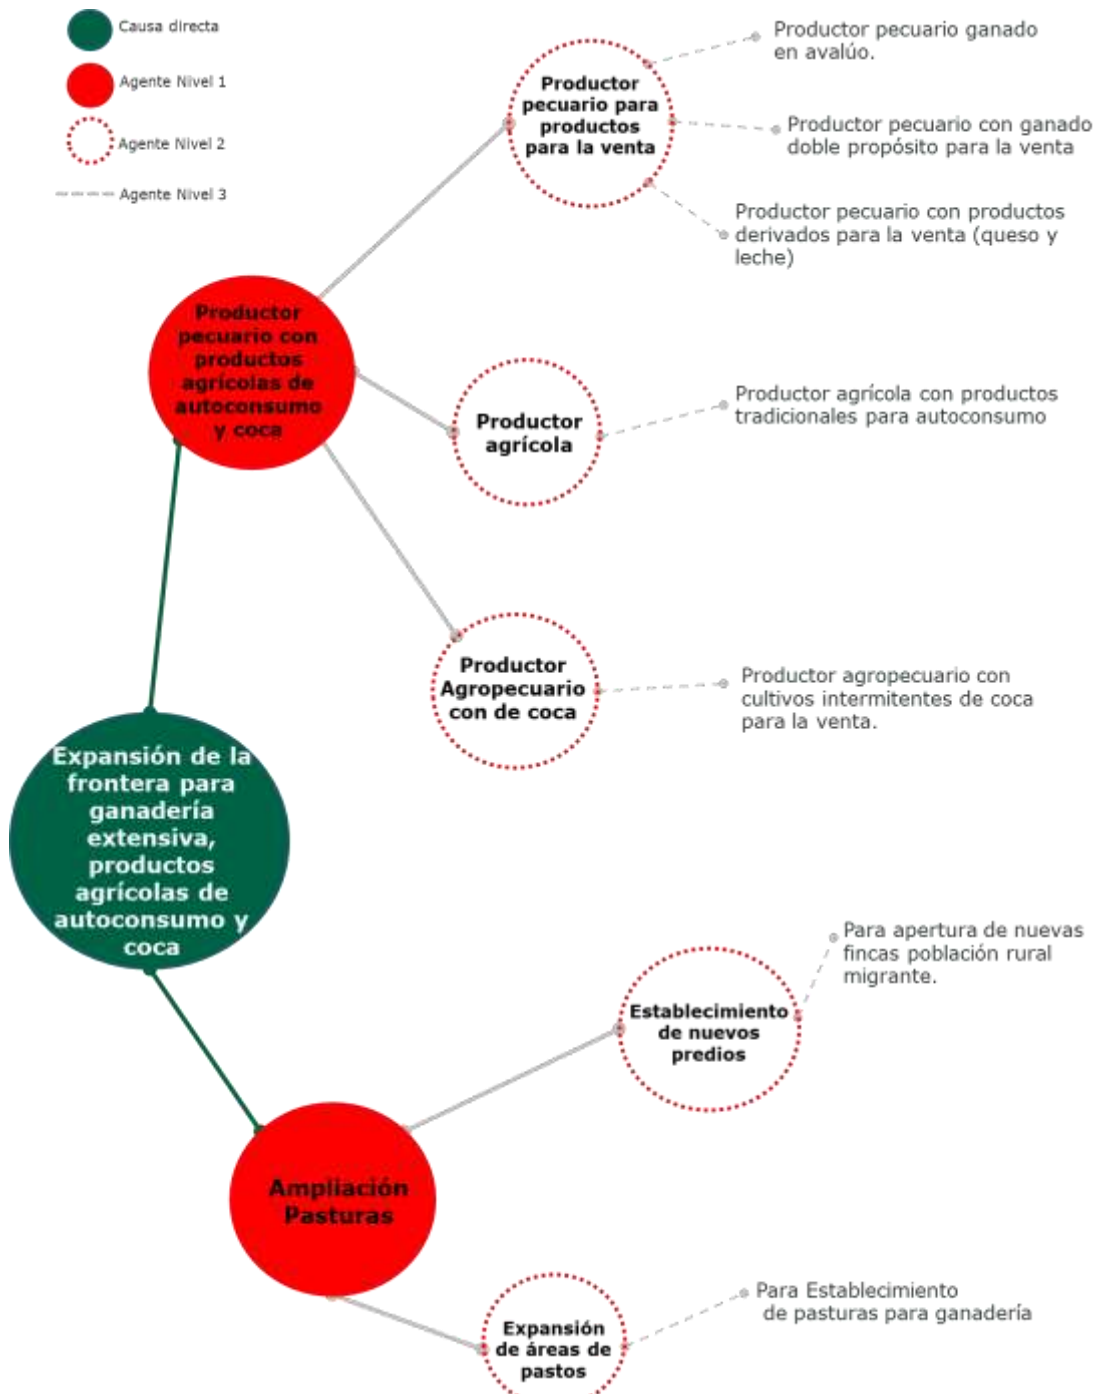 Causa directa
Agente Nivel 1
Agente Nivel 2
Agente Nivel 3
Productor
pecuario para
productos
para la venta
Productor pecuario ganado
en avalúo.
Productor pecuario con ganado
doble propósito para la venta
Productor pecuario con productos
derivados para la venta (queso y
leche)
Productor
pecuario con
productos
agrícolas de
autoconsumo
y coca
Productor
agrícola
Productor agrícola con productos
tradicionales para autoconsumo
Productor
Agropecuario
con de coca
Productor agropecuario con
cultivos intermitentes de coca
para la venta.
Expansión de la
frontera para
ganadería
extensiva,
productos
agrícolas de
autoconsumo y
coca
Establecimiento
de nuevos
predios
Para apertura de nuevas
fincas población rural
migrante.
Ampliación
Pasturas
Expansión
de áreas de
pastos
Para Establecimiento
de pasturas para ganadería